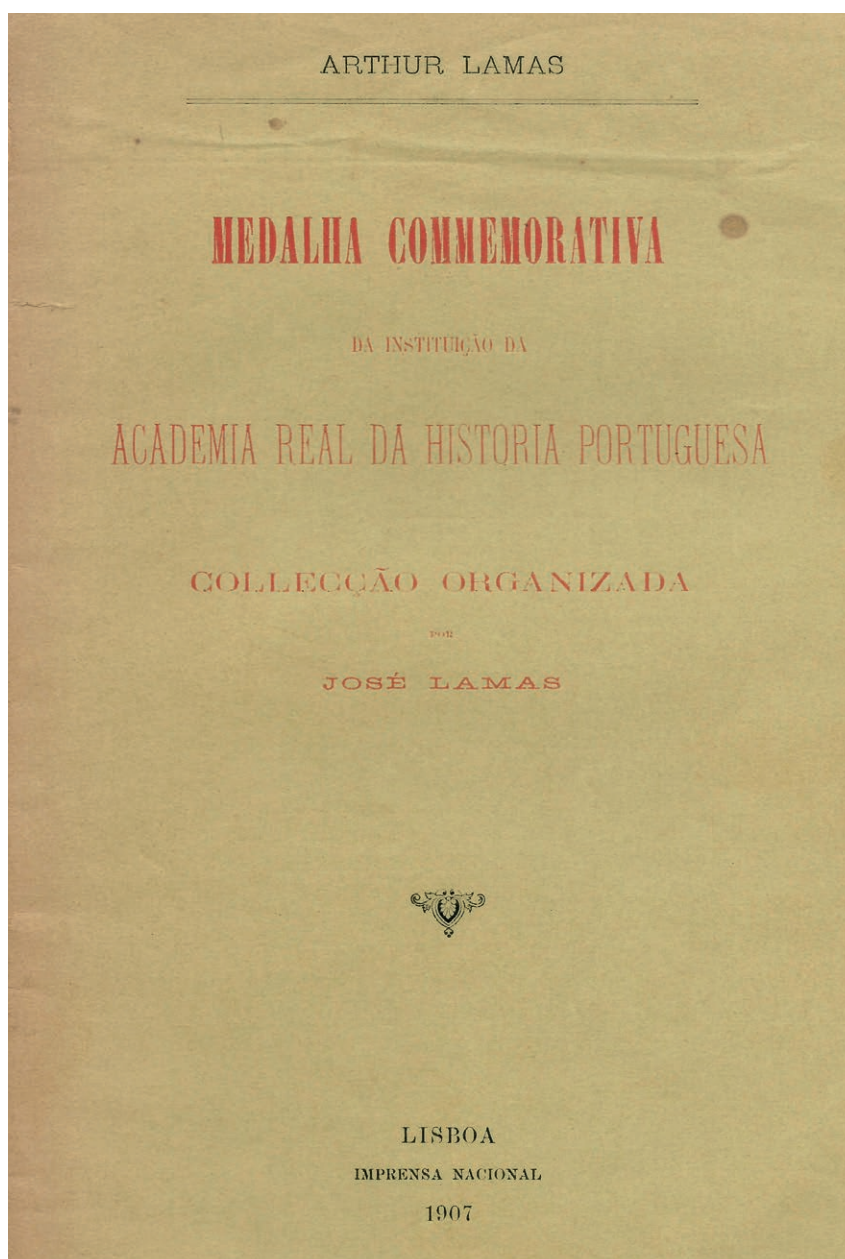 ARTHUR LAMAS
MEDALHA COMMEMORATIVA
DA INSTITUIÇÃO DA
ACADEMIA REAL DA HISTORIA PORTUGUESA
COLLECÇÃO ORGANIZADA
POR
JOSÉ LAMAS
LISBOA
IMPRENSA NACIONAL
1907